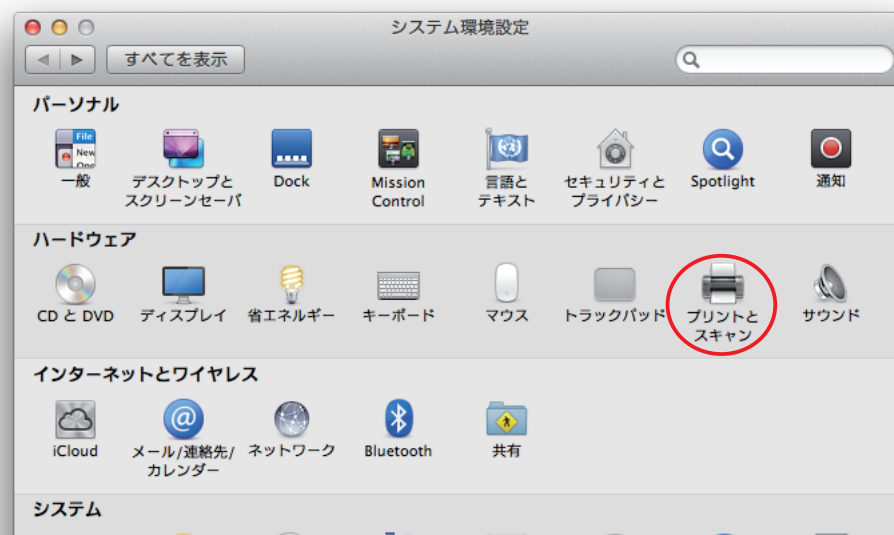 システム環境設定
すべてを表示
パーソナル
File
New
One
一般
デスクトップと
スクリーンセーバ
Dock
Mission
Control
言語と
テキスト
セキュリティと
プライバシー
Spotlight
通知
ハードウェア
CD と DVD
ディスプレイ
省エネルギー
キーボード
マウス
トラックパッド
プリントと
スキャン
サウンド
インターネットとワイヤレス
iCloud
@
メール/連絡先/
カレンダー
ネットワーク
Bluetooth
共有
システム